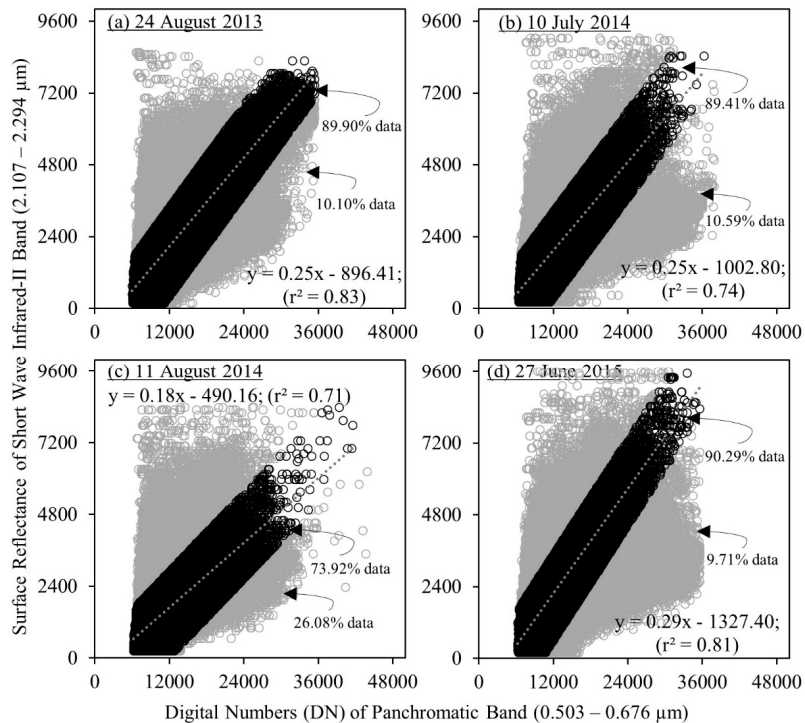 Surface Reflectance of Short Wave Infrared-II Band (2.107 – 2.294 µm)
9600
7200
4800
2400
0
(a) 24 August 2013
89.90% data
10.10% data
y = 0.25x - 896.41;
(r² = 0.83)
0 12000 24000 36000 48000
9600
7200
4800
2400
0
(b) 10 July 2014
89.41% data
10.59% data
y = 0.25x - 1002.80;
(r² = 0.74)
0 12000 24000 36000 48000
9600
7200
4800
2400
0
(c) 11 August 2014
y = 0.18x - 490.16; (r² = 0.71)
73.92% data
26.08% data
0 12000 24000 36000 48000
9600
7200
4800
2400
0
(d) 27 June 2015
90.29% data
9.71% data
y = 0.29x - 1327.40;
(r² = 0.81)
0 12000 24000 36000 48000
Digital Numbers (DN) of Panchromatic Band (0.503 – 0.676 µm)